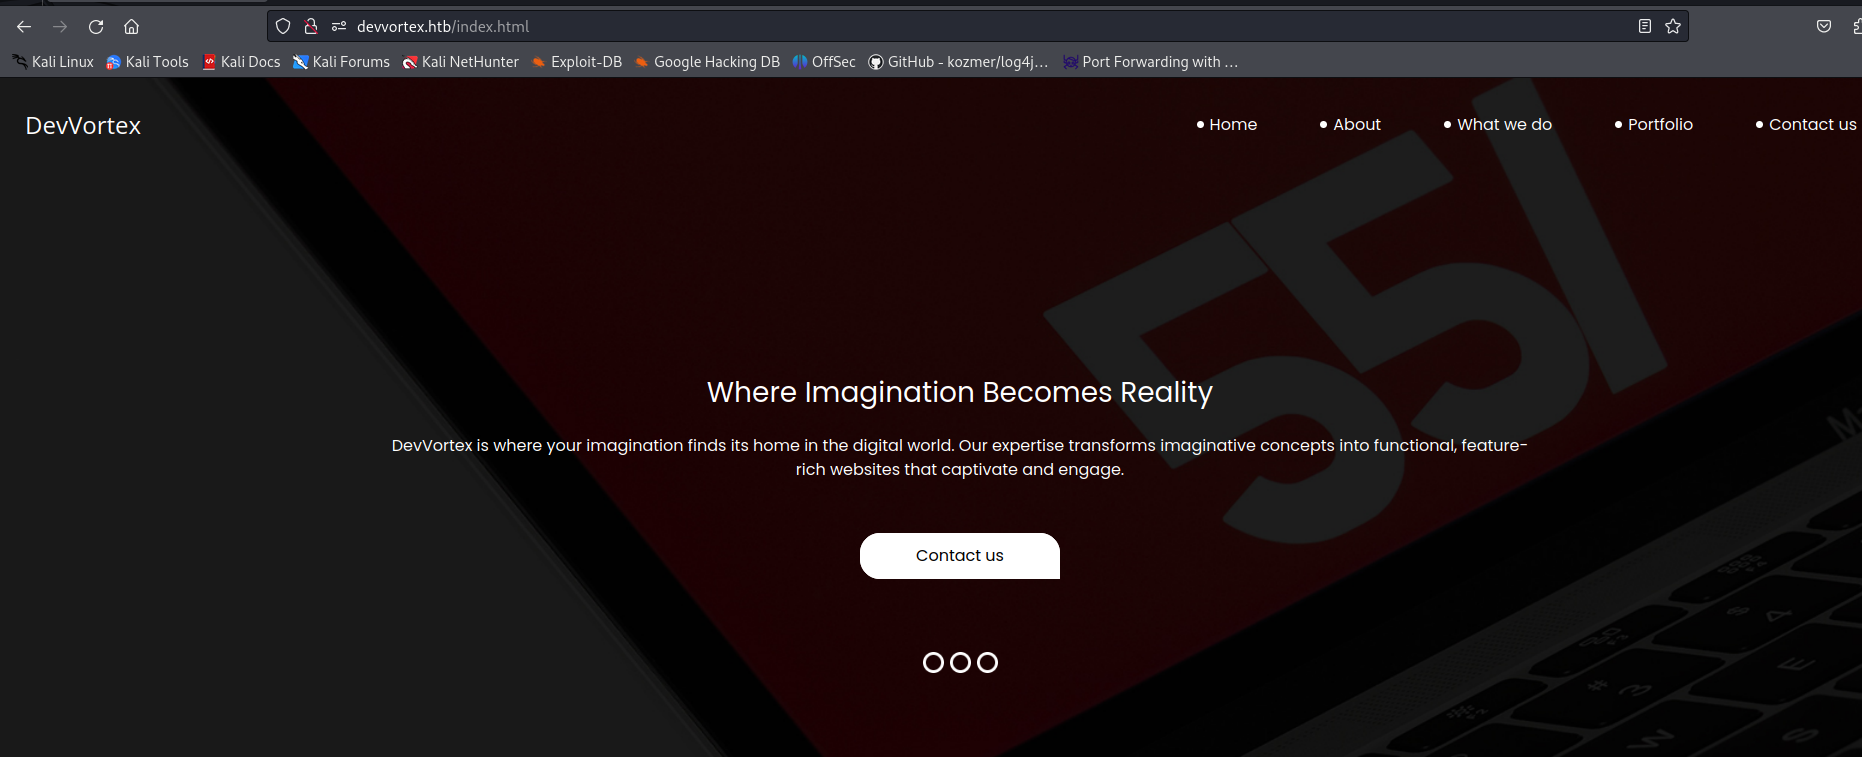 devvortex.htb/index.html
Kali Linux Kali Tools Kali Docs Kali Forums Kali NetHunter Exploit-DB Google Hacking DB OffSec GitHub - kozmer/log4j... Port Forwarding with ...
DevVortex Home About What we do Portfolio Contact us
55/
Where Imagination Becomes Reality
DevVortex is where your imagination finds its home in the digital world. Our expertise transforms imaginative concepts into functional, feature-
rich websites that captivate and engage.
Contact us